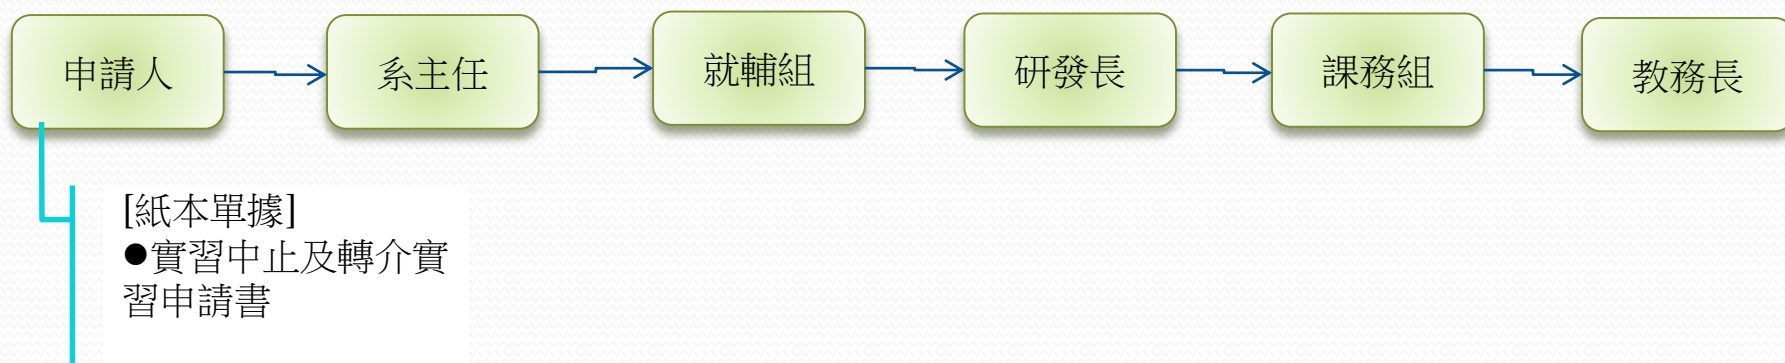 申請人
系主任
就輔組
研發長
課務組
教務長
[紙本單據]
●實習中止及轉介實
習申請書